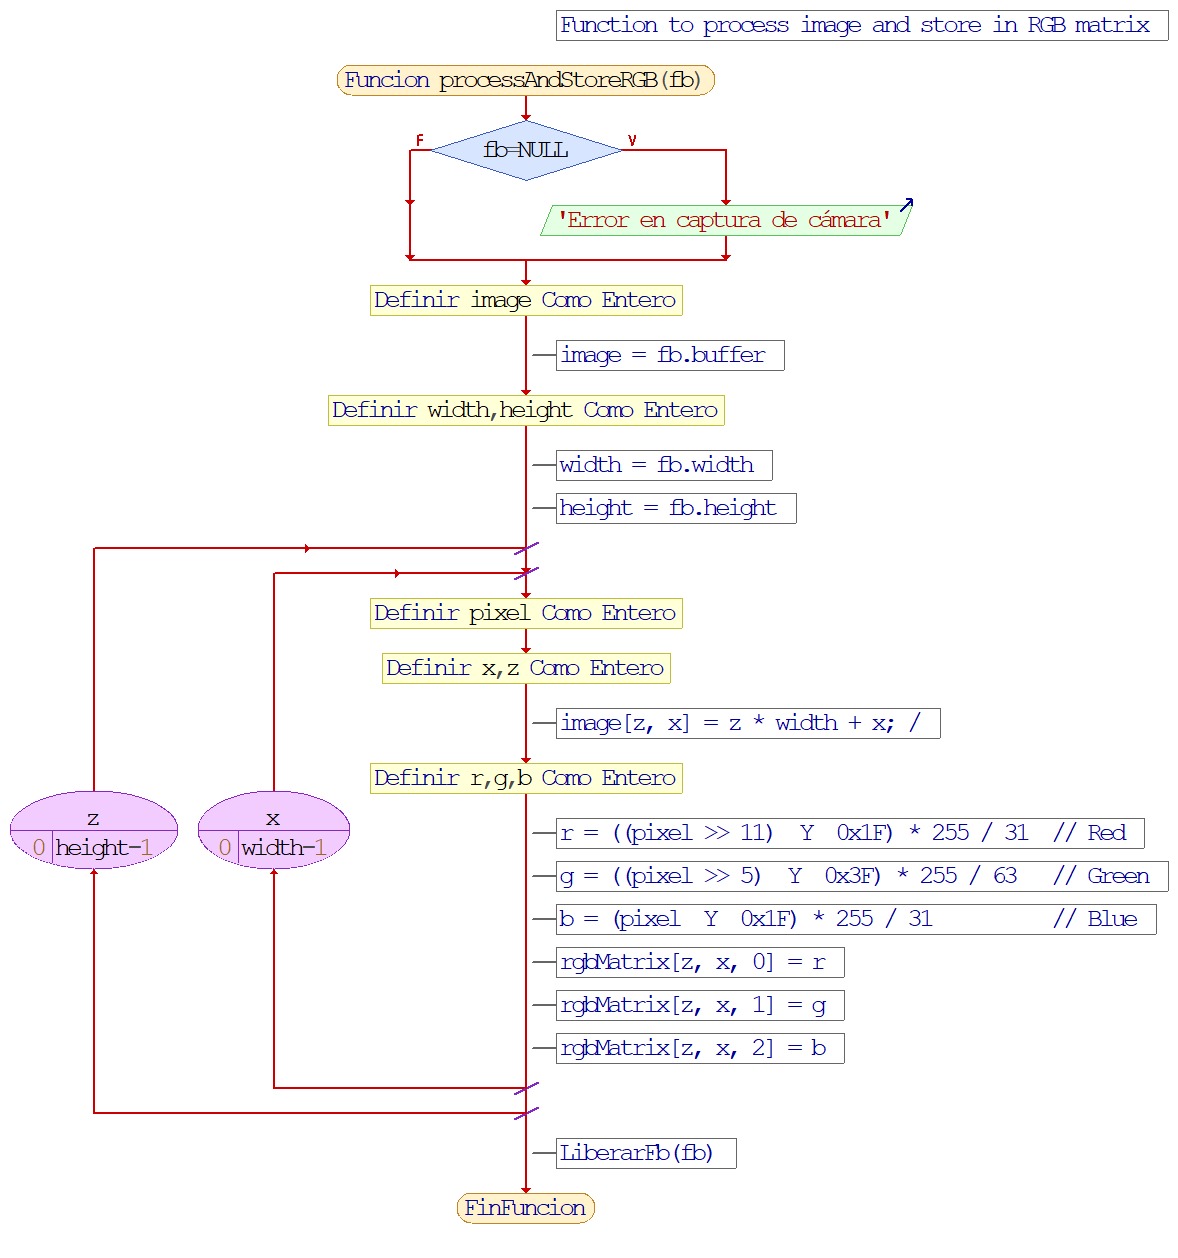 Function to process image and store in RGB matrix
Funcion processAndStoreRGB(fb)
fb=NULL
F
V
'Error en captura de cámara'
Definir image Como Entero
image = fb.buffer
Definir width,height Como Entero
width = fb.width
height = fb.height
Definir pixel Como Entero
Definir x,z Como Entero
image[z, x] = z * width + x; /
Definir r,g,b Como Entero
z
0 height-1
x
0 width-1
r = ((pixel >> 11)  Y  0x1F) * 255 / 31  // Red
g = ((pixel >> 5)  Y  0x3F) * 255 / 63   // Green
b = (pixel  Y  0x1F) * 255 / 31          // Blue
rgbMatrix[z, x, 0] = r
rgbMatrix[z, x, 1] = g
rgbMatrix[z, x, 2] = b
LiberarFb(fb)
FinFuncion